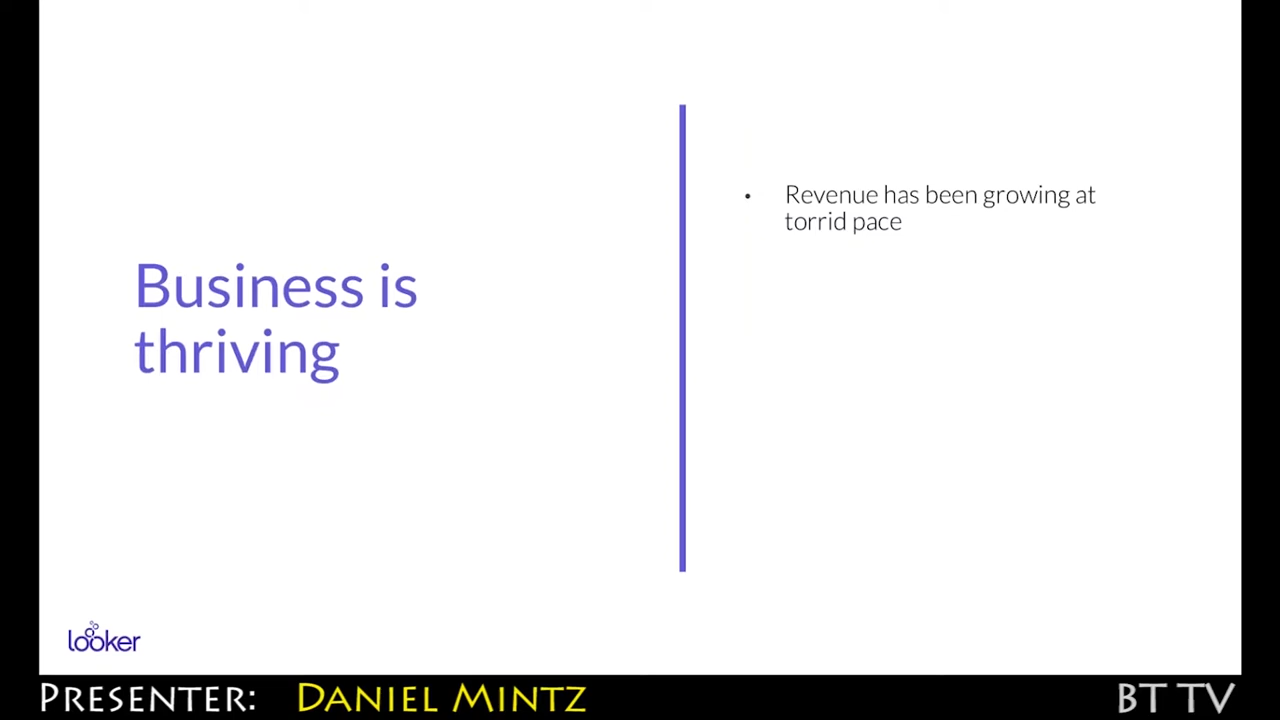 Business is
thriving
• Revenue has been growing at
torrid pace
looker
PRESENTER: DANIEL MINTZ
BT TV